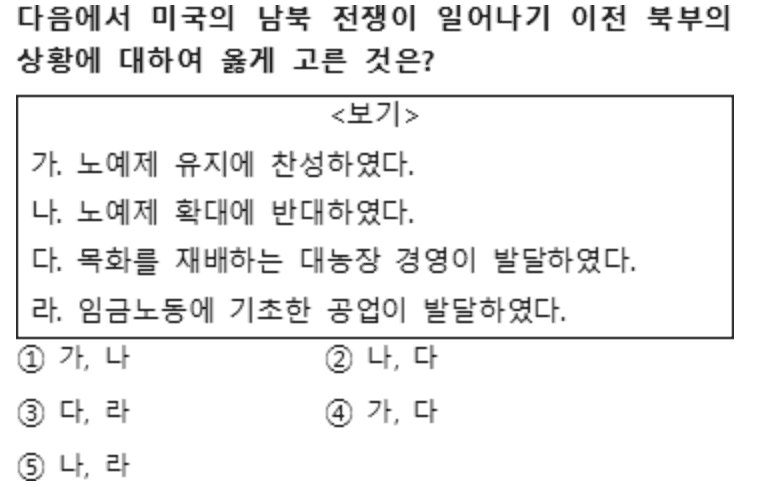 다음에서 미국의 남북 전쟁이 일어나기 이전 북부의
상황에 대하여 옳게 고른 것은?
<보기>
가. 노예제 유지에 찬성하였다.
나. 노예제 확대에 반대하였다.
다. 목화를 재배하는 대농장 경영이 발달하였다.
라. 임금노동에 기초한 공업이 발달하였다.
① 가, 나 ② 나, 다
③ 다, 라 ④ 가, 다
⑤ 나, 라